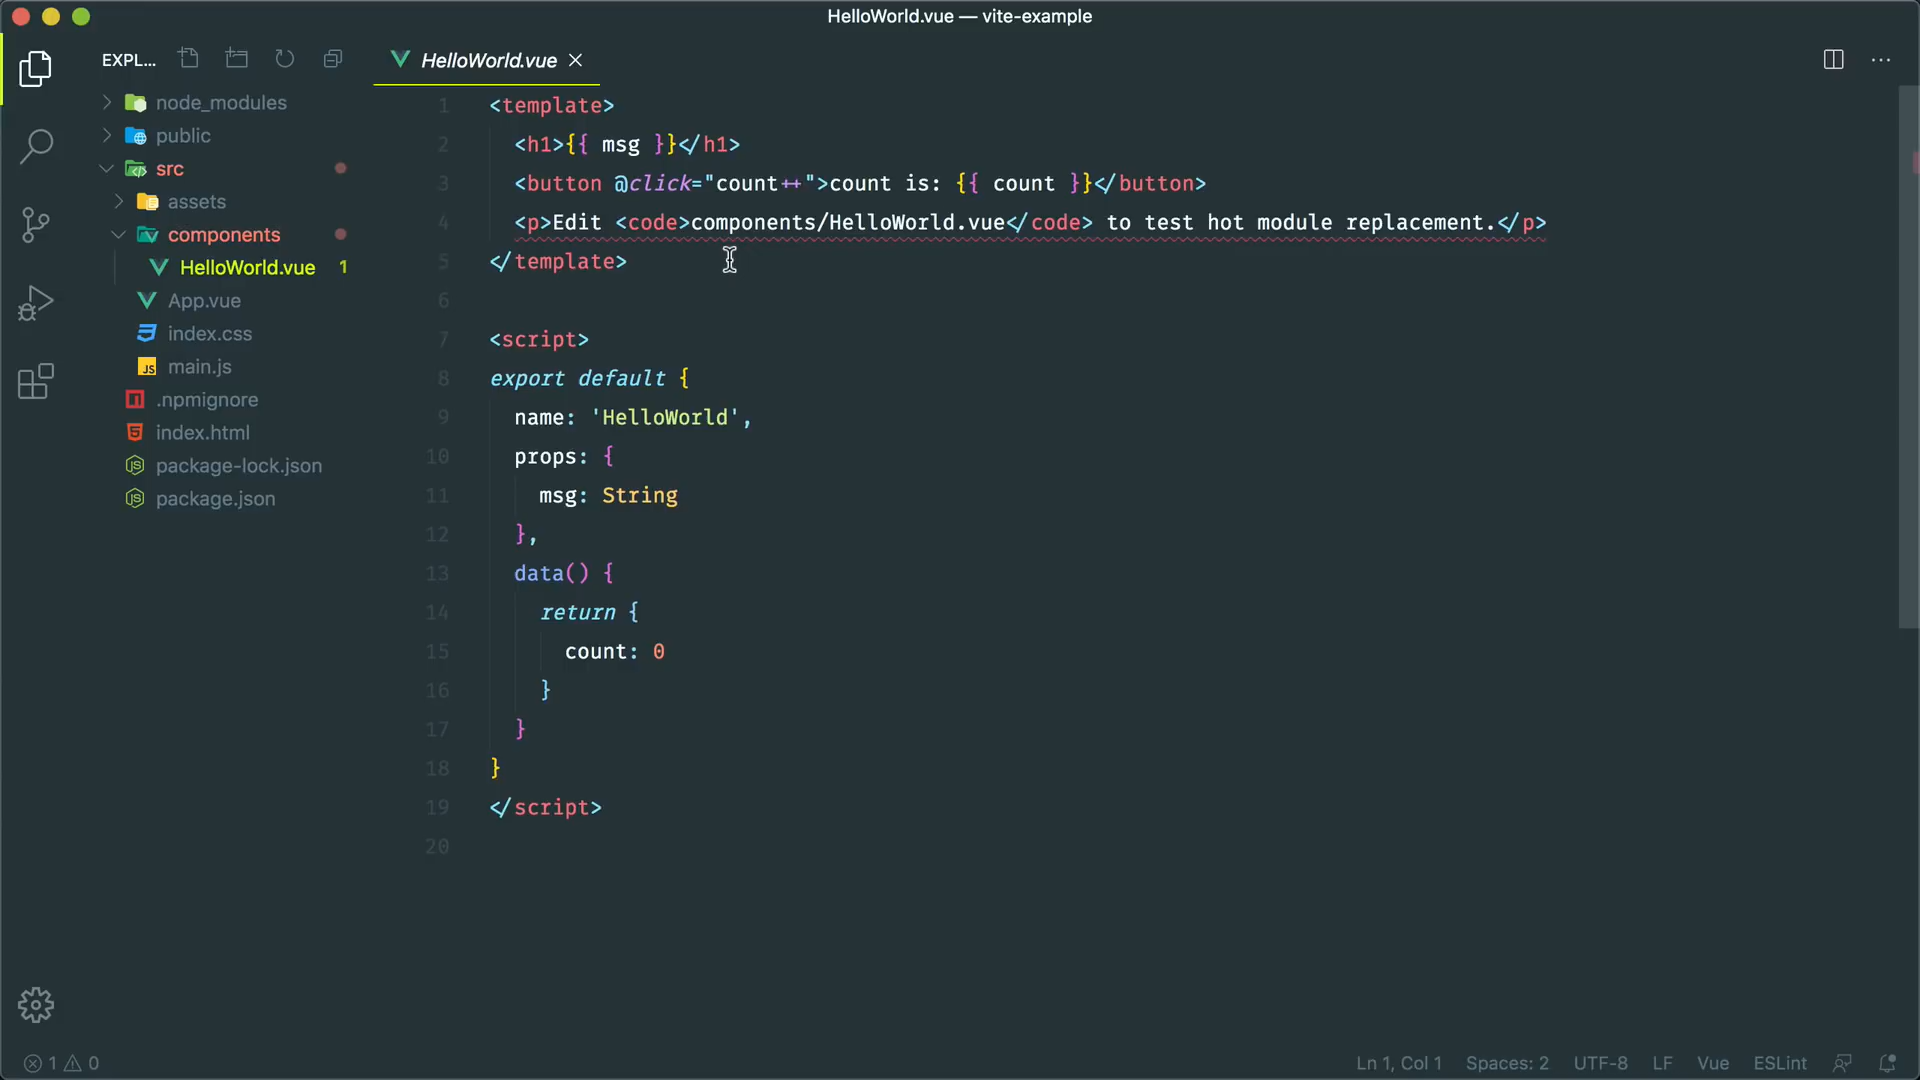 HelloWorld.vue — vite-example
EXPL...
HelloWorld.vue
node_modules
public
src
assets
components
HelloWorld.vue 1
App.vue
index.css
main.js
.npmignore
index.html
package-lock.json
package.json
1 <template>
2 <h1>{{ msg }}</h1>
3 <button @click="count++">count is: {{ count }}</button>
4 <p>Edit <code>components/HelloWorld.vue</code> to test hot module replacement.</p>
5 </template>
6
7 <script>
8 export default {
9 name: 'HelloWorld',
10 props: {
11 msg: String
12 },
13 data() {
14 return {
15 count: 0
16 }
17 }
18 }
19 </script>
20
1 0
Ln 1, Col 1 Spaces: 2 UTF-8 LF Vue ESLint